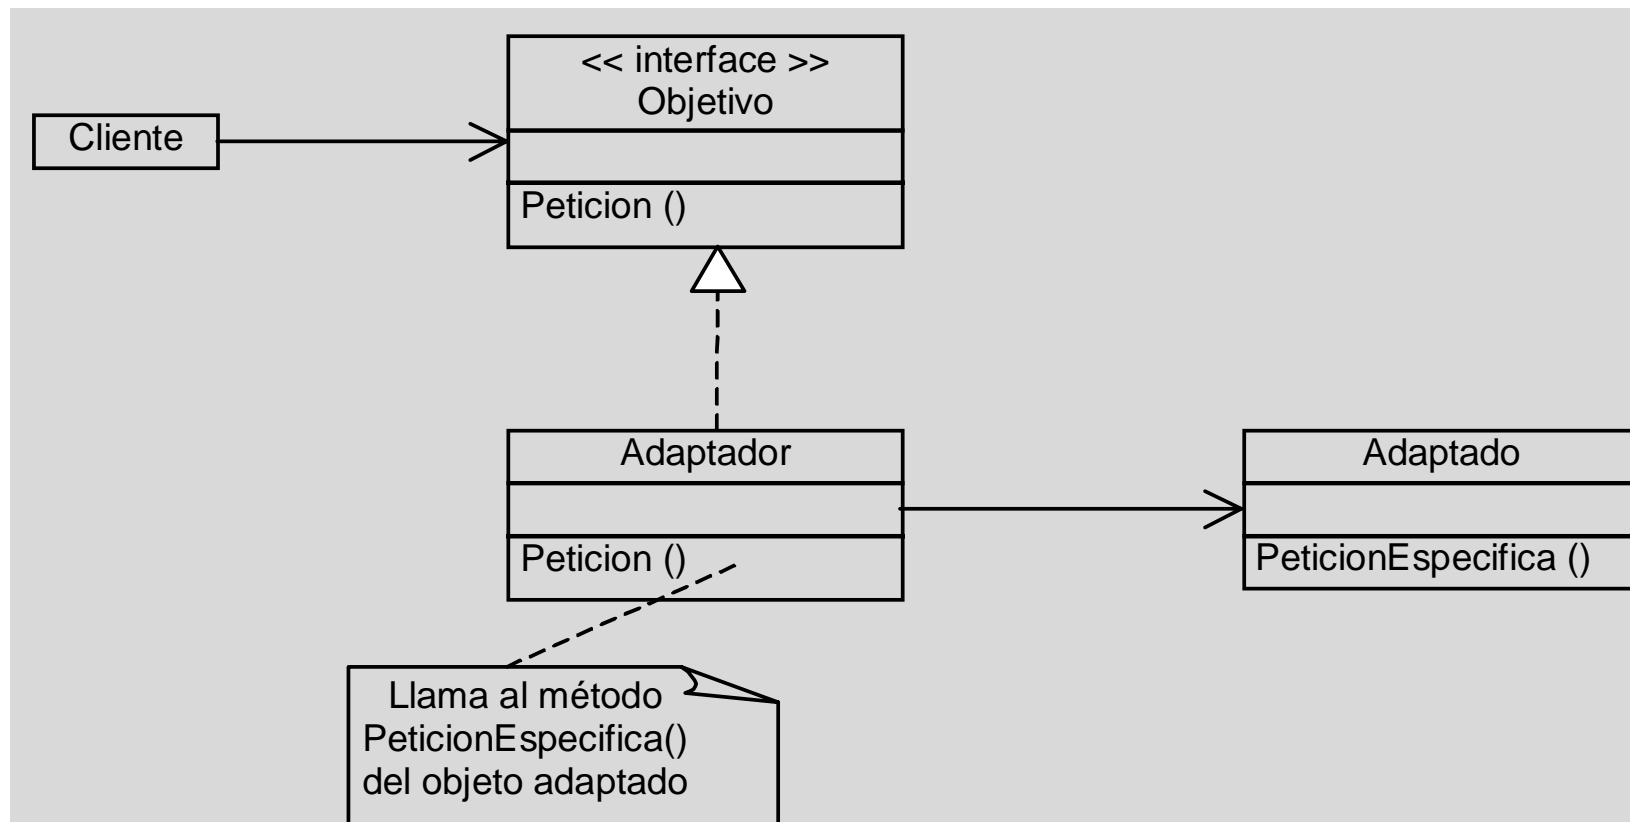 << interface >>
Objetivo
Cliente
Peticion ()
Adaptador
Adaptado
Peticion ()
PeticionEspecifica ()
Llama al método
PeticionEspecifica()
del objeto adaptado